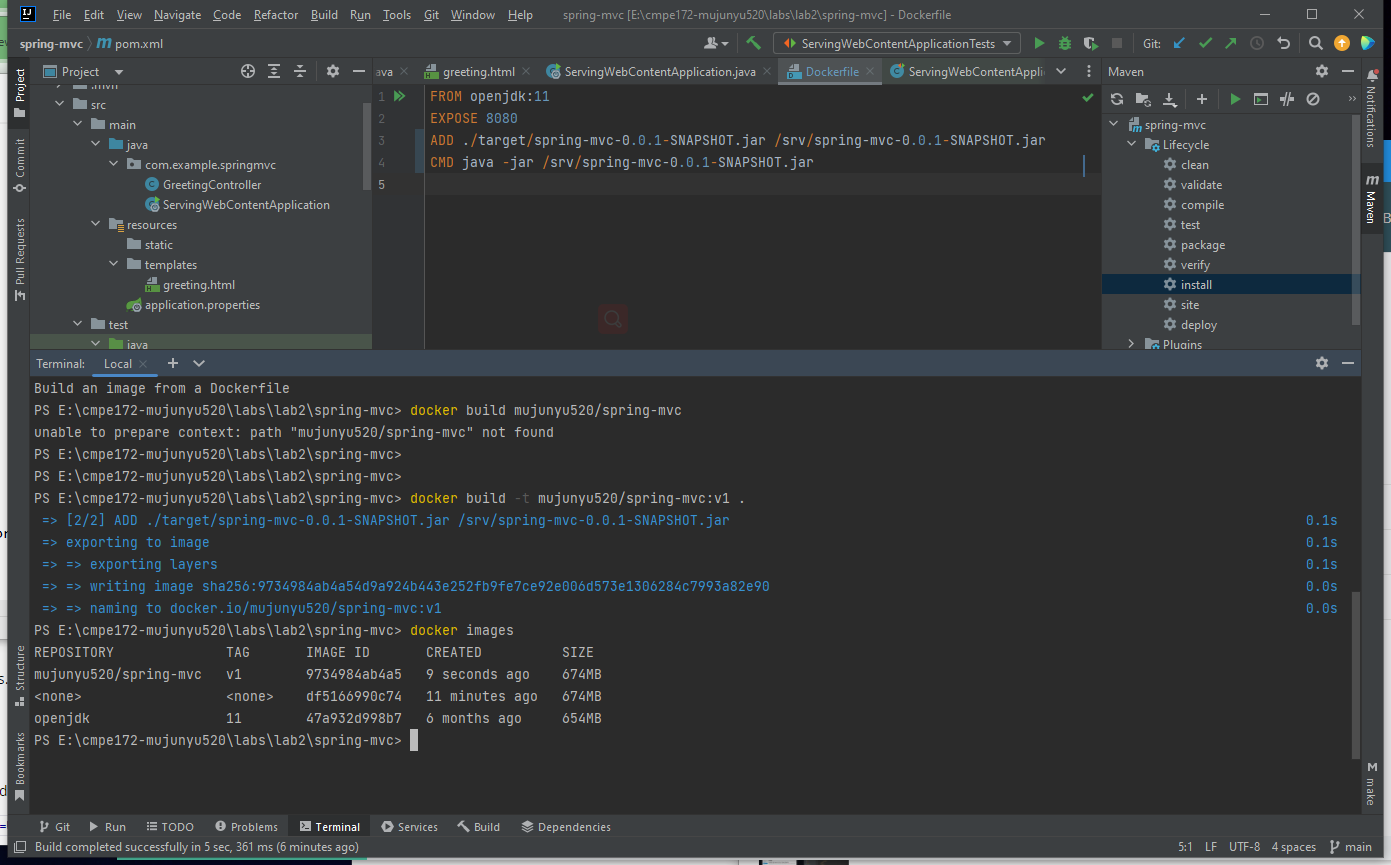 File Edit View Navigate Code Refactor Build Run Tools Git Window Help spring-mvc [E:\cmpe172-mujunyu520\labs\lab2\spring-mvc] - Dockerfile
spring-mvc pom.xml ServingWebContentApplicationTests Git:
Project ava greeting.html ServingWebContentApplication.java Dockerfile ServingWebContentAppli Maven
Project
Commit
Pull Requests
Structure
Bookmarks
.mvn
src
main
java
com.example.springmvc
GreetingController
ServingWebContentApplication
resources
static
templates
greeting.html
application.properties
test
java
1 FROM openjdk:11
2 EXPOSE 8080
3 ADD ./target/spring-mvc-0.0.1-SNAPSHOT.jar /srv/spring-mvc-0.0.1-SNAPSHOT.jar
4 CMD java -jar /srv/spring-mvc-0.0.1-SNAPSHOT.jar
5
spring-mvc
Lifecycle
clean
validate
compile
test
package
verify
install
site
deploy
Plugins
Notifications
Maven
make
Terminal: Local
Build an image from a Dockerfile
PS E:\cmpe172-mujunyu520\labs\lab2\spring-mvc> docker build mujunyu520/spring-mvc
unable to prepare context: path "mujunyu520/spring-mvc" not found
PS E:\cmpe172-mujunyu520\labs\lab2\spring-mvc>
PS E:\cmpe172-mujunyu520\labs\lab2\spring-mvc>
PS E:\cmpe172-mujunyu520\labs\lab2\spring-mvc> docker build -t mujunyu520/spring-mvc:v1 .
=> [2/2] ADD ./target/spring-mvc-0.0.1-SNAPSHOT.jar /srv/spring-mvc-0.0.1-SNAPSHOT.jar 0.1s
=> exporting to image 0.1s
=> => exporting layers 0.1s
=> => writing image sha256:9734984ab4a54d9a924b443e252fb9fe7ce92e006d573e1306284c7993a82e90 0.0s
=> => naming to docker.io/mujunyu520/spring-mvc:v1 0.0s
PS E:\cmpe172-mujunyu520\labs\lab2\spring-mvc> docker images
REPOSITORY TAG IMAGE ID CREATED SIZE
mujunyu520/spring-mvc v1 9734984ab4a5 9 seconds ago 674MB
<none> <none> df5166990c74 11 minutes ago 674MB
openjdk 11 47a932d998b7 6 months ago 654MB
PS E:\cmpe172-mujunyu520\labs\lab2\spring-mvc>
Git Run TODO Problems Terminal Services Build Dependencies
Build completed successfully in 5 sec, 361 ms (6 minutes ago) 5:1 LF UTF-8 4 spaces main